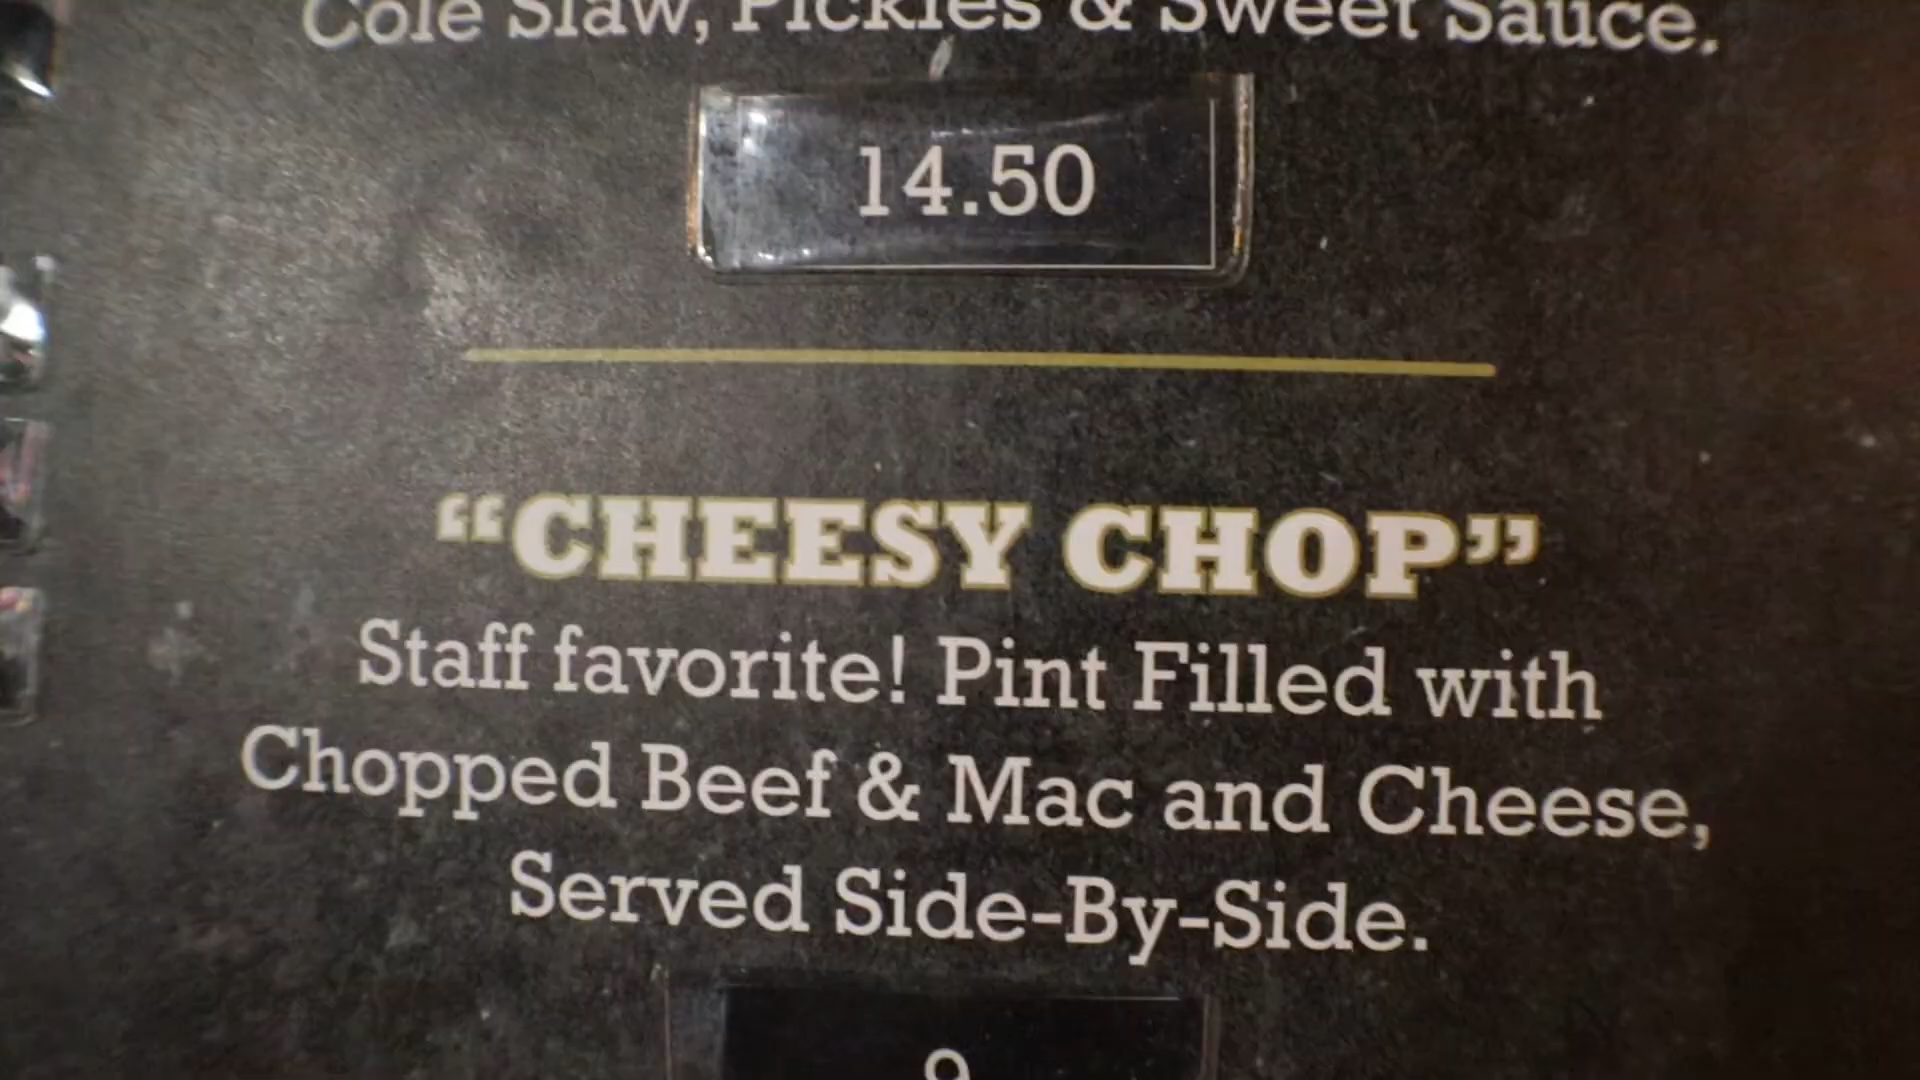 Cole Slaw, Pickles & Sweet Sauce.
14.50
“CHEESY CHOP”
Staff favorite! Pint Filled with
Chopped Beef & Mac and Cheese,
Served Side-By-Side.
9